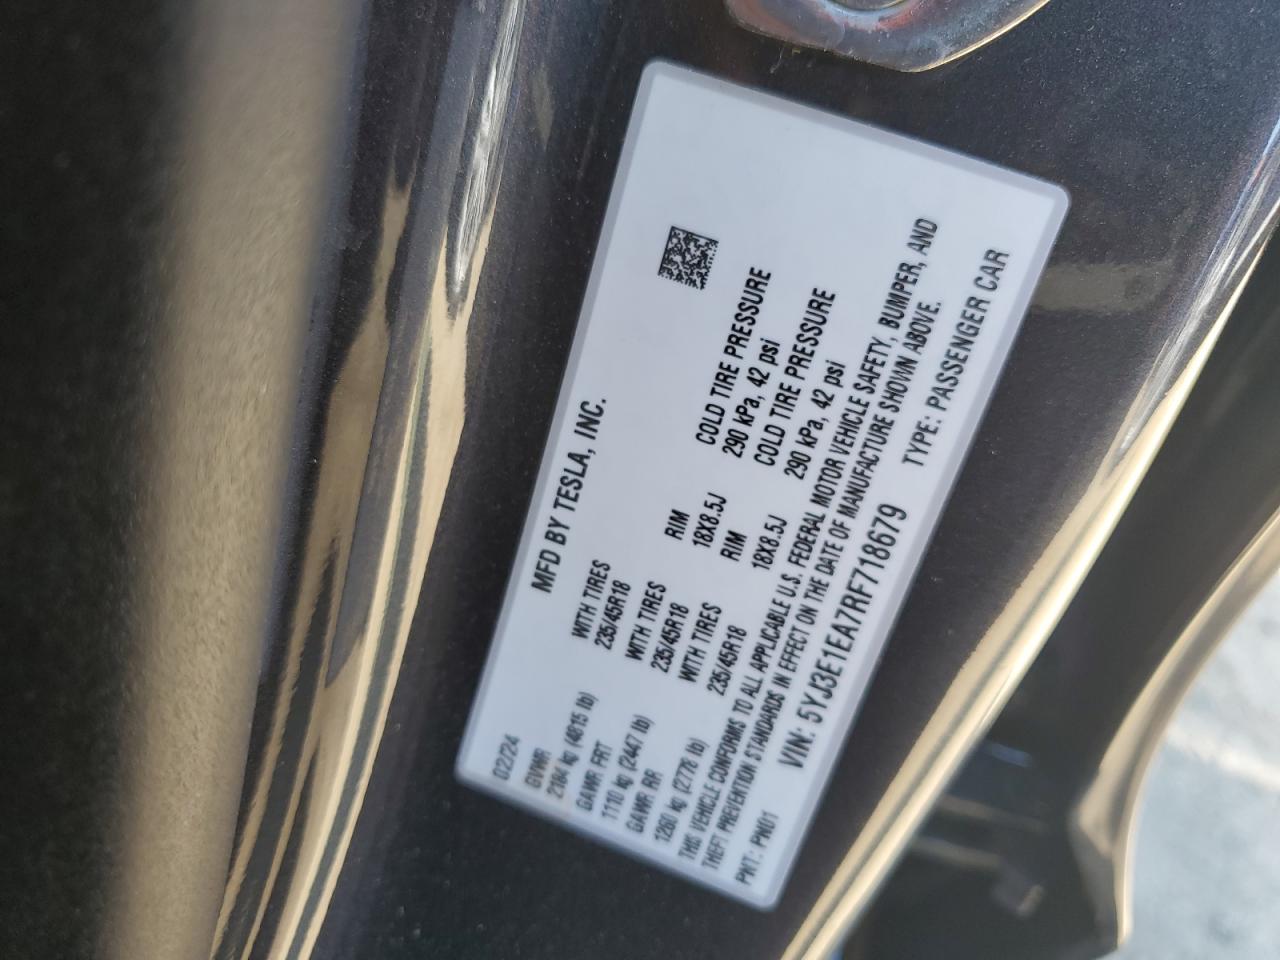 MFD BY TESLA, INC.
02/24
GVWR
2184 kg (4815 lb)
GAWR FRT WITH TIRES RIM COLD TIRE PRESSURE
1110 kg (2447 lb) 235/45R18 18X8.5J 290 kPa, 42 psi
GAWR RR WITH TIRES RIM COLD TIRE PRESSURE
1260 kg (2778 lb) 235/45R18 18X8.5J 290 kPa, 42 psi
WITH TIRES
235/45R18
THIS VEHICLE CONFORMS TO ALL APPLICABLE U.S. FEDERAL MOTOR VEHICLE SAFETY, BUMPER, AND
THEFT PREVENTION STANDARDS IN EFFECT ON THE DATE OF MANUFACTURE SHOWN ABOVE.
PNT: PN01 VIN: 5YJ3E1EA7RF718679 TYPE: PASSENGER CAR